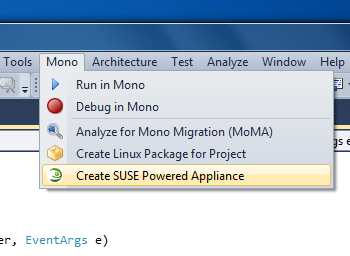 Tools Mono Architecture Test Analyze Window Help
Run in Mono
Debug in Mono
Analyze for Mono Migration (MoMA)
Create Linux Package for Project
Create SUSE Powered Appliance
er, EventArgs e)